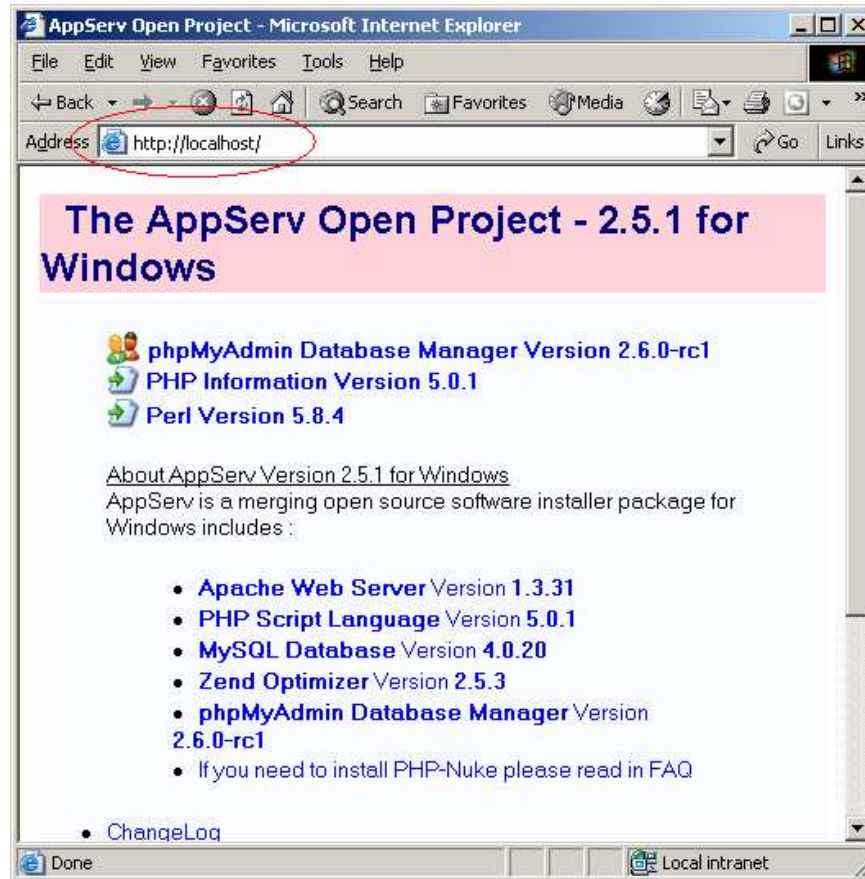 AppServ Open Project - Microsoft Internet Explorer
File Edit View Favorites Tools Help
Back Search Favorites Media
Address http://localhost/ Go Links
The AppServ Open Project - 2.5.1 for
Windows
phpMyAdmin Database Manager Version 2.6.0-rc1
PHP Information Version 5.0.1
Perl Version 5.8.4
About AppServ Version 2.5.1 for Windows
AppServ is a merging open source software installer package for
Windows includes :
• Apache Web Server Version 1.3.31
• PHP Script Language Version 5.0.1
• MySQL Database Version 4.0.20
• Zend Optimizer Version 2.5.3
• phpMyAdmin Database Manager Version
2.6.0-rc1
• If you need to install PHP-Nuke please read in FAQ
• ChangeLog
Done Local intranet